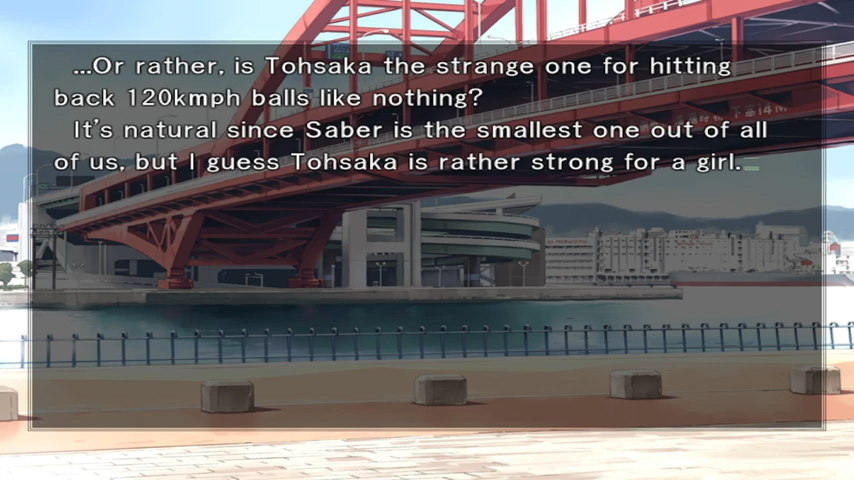 ...Or rather, is Tohsaka the strange one for hitting
back 120kmph balls like nothing?
It's natural since Saber is the smallest one out of all
of us, but I guess Tohsaka is rather strong for a girl.